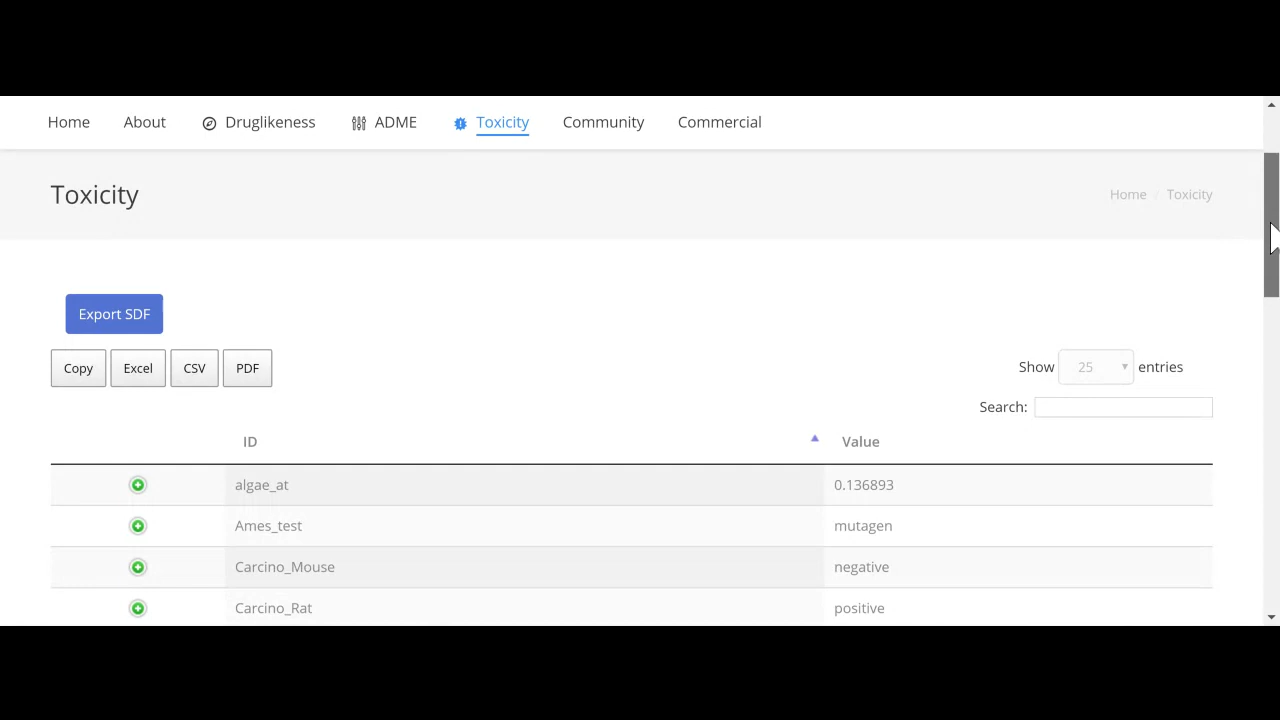 Home About Druglikeness ADME Toxicity Community Commercial
Toxicity
Home / Toxicity
Export SDF
Copy Excel CSV PDF
Show 25 entries
Search:
ID Value
algae_at 0.136893
Ames_test mutagen
Carcino_Mouse negative
Carcino_Rat positive